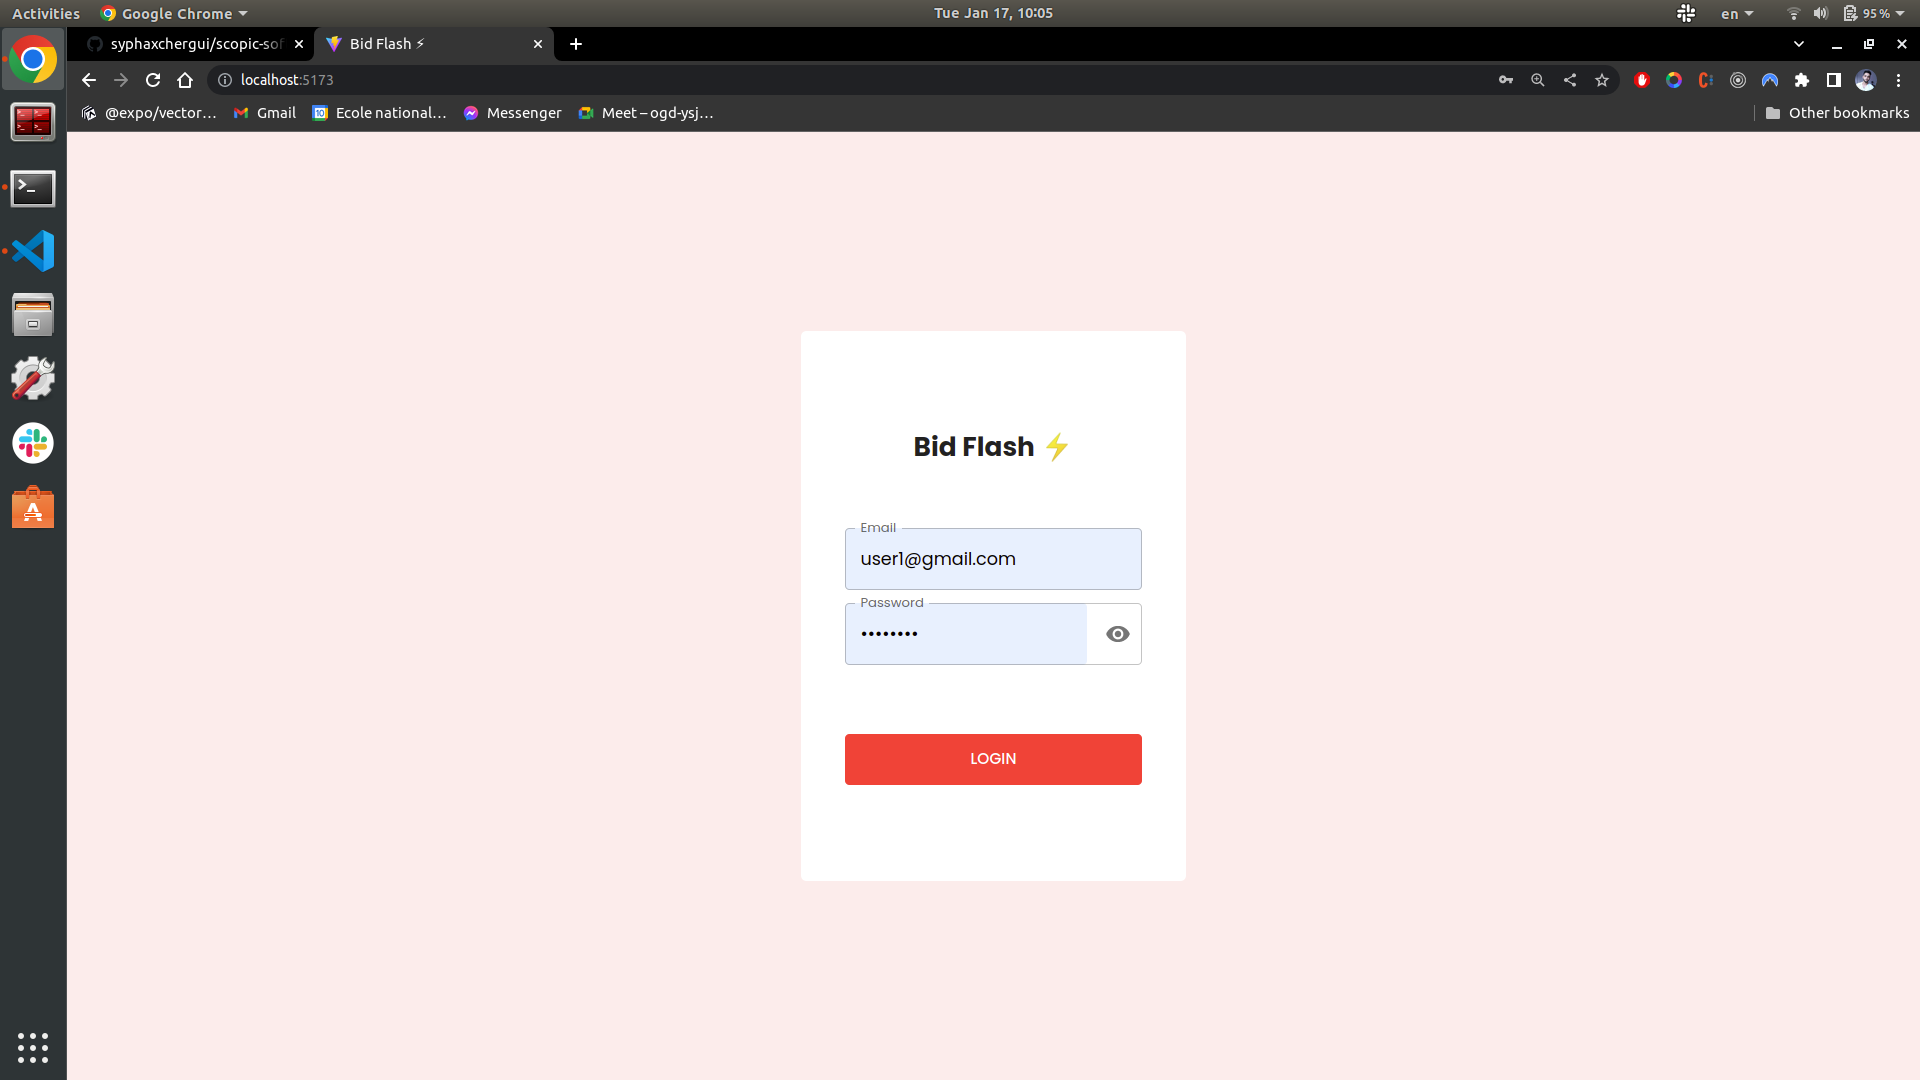 Activities Google Chrome Tue Jan 17, 10:05 en 95 %
syphaxchergui/scopic-sof Bid Flash ⚡
localhost:5173
@expo/vector… Gmail Ecole national… Messenger Meet – ogd-ysj… Other bookmarks
Bid Flash ⚡
Email
user1@gmail.com
Password
••••••••
LOGIN